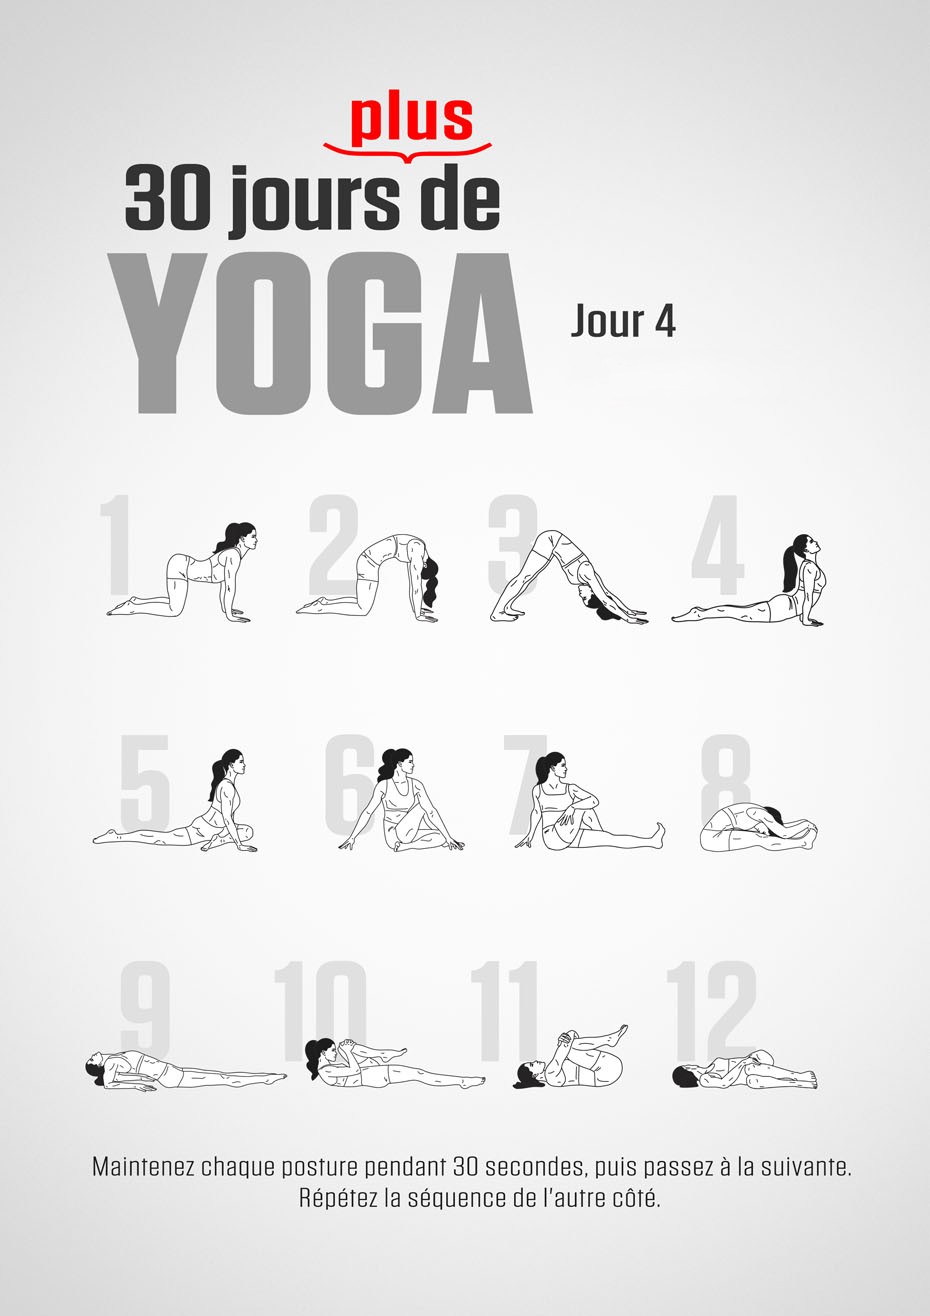 plus
30 jours de
YOGA
Jour 4
1 2 3 4
5 6 7 8
9 10 11 12
Maintenez chaque posture pendant 30 secondes, puis passez à la suivante.
Répétez la séquence de l'autre côté.